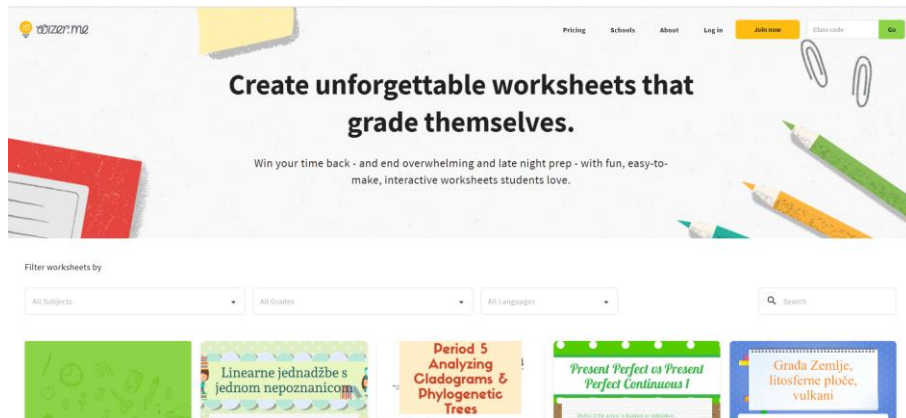 wizer.me
Pricing Schools About Log in Join now Class code Go
Create unforgettable worksheets that
grade themselves.
Win your time back - and end overwhelming and late night prep - with fun, easy-to-
make, interactive worksheets students love.
Filter worksheets by
All Subjects All Grades All Languages Search
Linearne jednadžbe s
jednom nepoznanicom
Period 5
Analyzing
Cladograms &
Phylogenetic
Trees
Present Perfect vs Present
Perfect Continuous 1
Građa Zemlje,
litosferne ploče,
vulkani